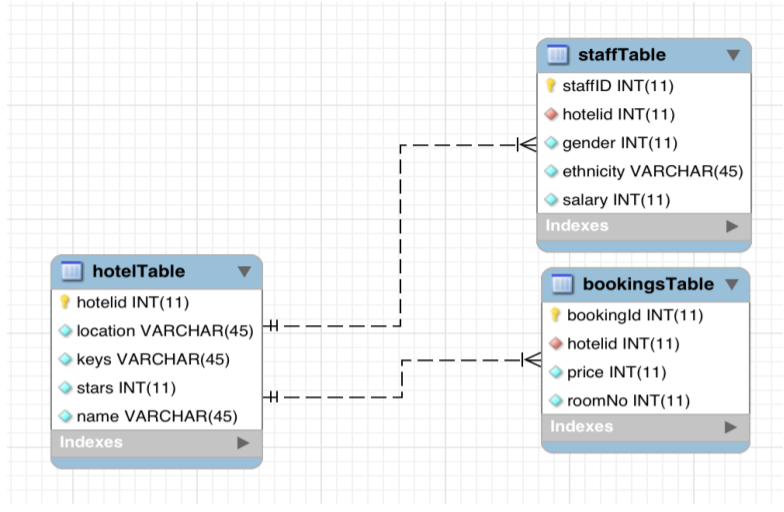 staffTable
staffID INT(11)
hotelid INT(11)
gender INT(11)
ethnicity VARCHAR(45)
salary INT(11)
Indexes
hotelTable
hotelid INT(11)
location VARCHAR(45)
keys VARCHAR(45)
stars INT(11)
name VARCHAR(45)
Indexes
bookingsTable
bookingId INT(11)
hotelid INT(11)
price INT(11)
roomNo INT(11)
Indexes